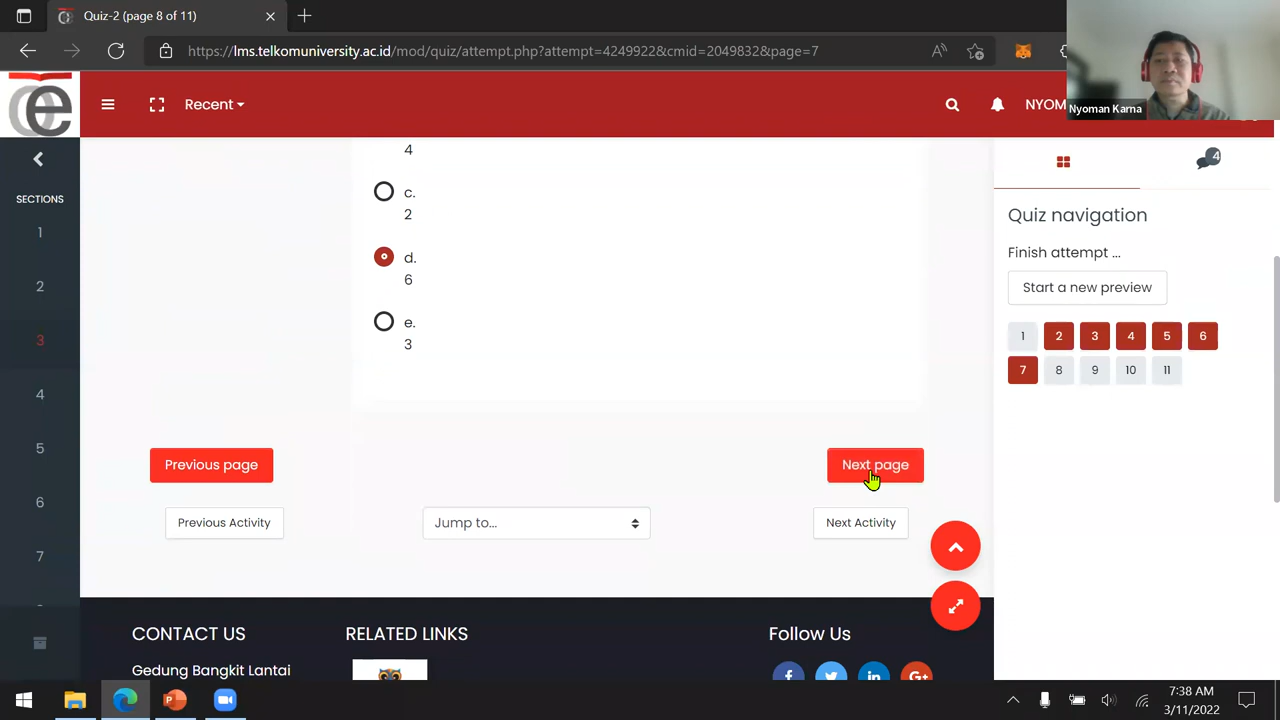 Quiz-2 (page 8 of 11)
https://lms.telkomuniversity.ac.id/mod/quiz/attempt.php?attempt=4249922&cmid=2049832&page=7
Nyoman Karna
e
Recent
NYOM
4
SECTIONS
1
2
3
4
5
6
7
4
c.
2
d.
6
e.
3
Quiz navigation
Finish attempt ...
Start a new preview
1 2 3 4 5 6
7 8 9 10 11
Previous page
Next page
Previous Activity
Jump to...
Next Activity
CONTACT US
Gedung Bangkit Lantai
RELATED LINKS
Follow Us
7:38 AM
3/11/2022